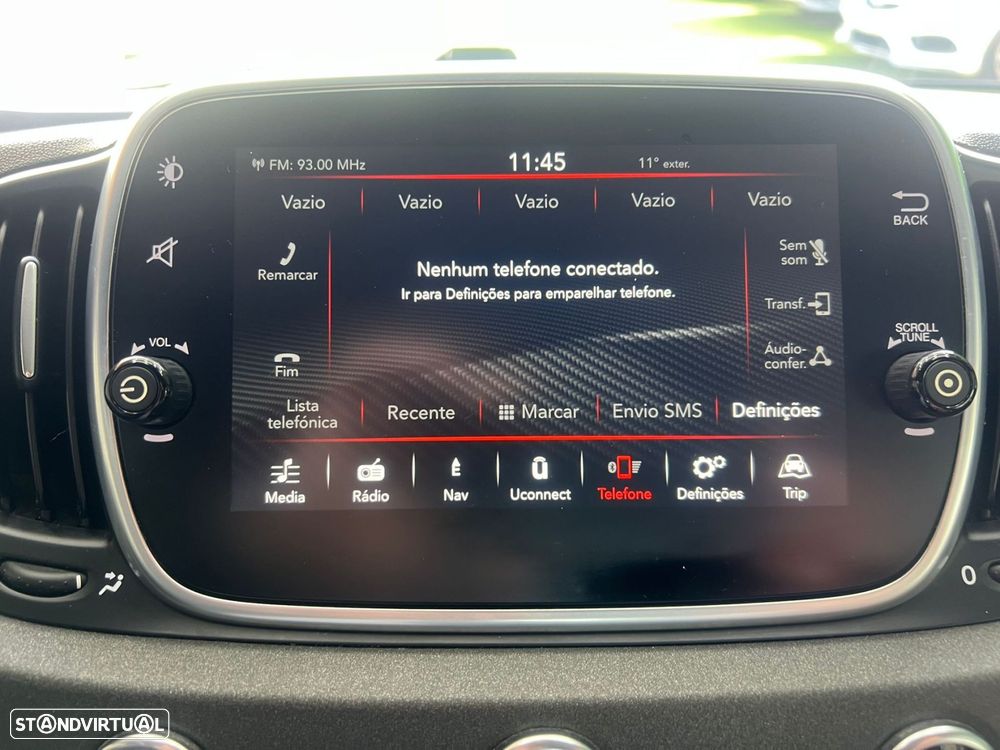 FM: 93.00 MHz 11:45 11° exter.
Vazio Vazio Vazio Vazio Vazio
BACK
Remarcar
Nenhum telefone conectado.
Ir para Definições para emparelhar telefone.
Sem
som
Transf.
VOL
SCROLL
TUNE
Fim
Áudio-
confer.
Lista
telefónica
Recente Marcar Envio SMS Definições
Media Rádio Nav Uconnect Telefone Definições Trip
0
STANDVIRTUAL